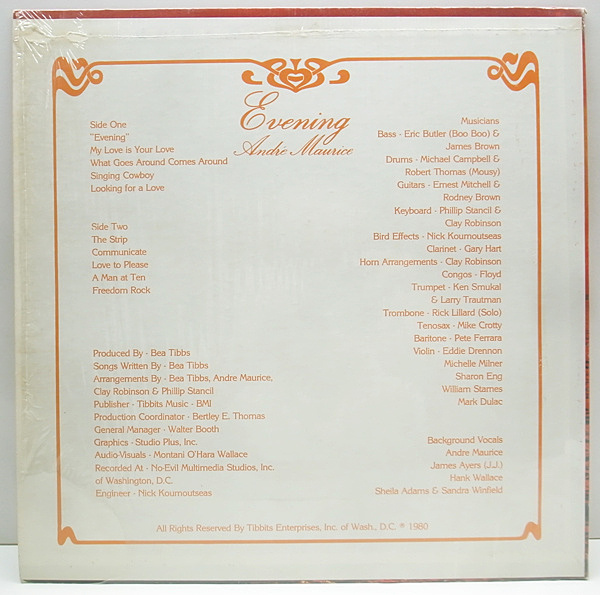 Evening
Andre Maurice
Side One
"Evening"
My Love is Your Love
What Goes Around Comes Around
Singing Cowboy
Looking for a Love
Side Two
The Strip
Communicate
Love to Please
A Man at Ten
Freedom Rock
Produced By - Bea Tibbs
Songs Written By - Bea Tibbs
Arrangements By - Bea Tibbs, Andre Maurice,
Clay Robinson & Phillip Stancil
Publisher - Tibbits Music - BMI
Production Coordinator - Bertley E. Thomas
General Manager - Walter Booth
Graphics - Studio Plus, Inc.
Audio-Visuals - Montani O'Hara Wallace
Recorded At - No-Evil Multimedia Studios, Inc.
of Washington, D.C.
Engineer - Nick Koumoutseas
Musicians
Bass - Eric Butler (Boo Boo) &
James Brown
Drums - Michael Campbell &
Robert Thomas (Mousy)
Guitars - Ernest Mitchell &
Rodney Brown
Keyboard - Phillip Stancil &
Clay Robinson
Bird Effects - Nick Koumoutseas
Clarinet - Gary Hart
Horn Arrangements - Clay Robinson
Congos - Floyd
Trumpet - Ken Smukal
& Larry Trautman
Trombone - Rick Lillard (Solo)
Tenosax - Mike Crotty
Baritone - Pete Ferrara
Violin - Eddie Drennon
Michelle Milner
Sharon Eng
William Starnes
Mark Dulac
Background Vocals
Andre Maurice
James Ayers (J.J.)
Hank Wallace
Sheila Adams & Sandra Winfield
All Rights Reserved By Tibbits Enterprises, Inc. of Wash., D.C. ® 1980